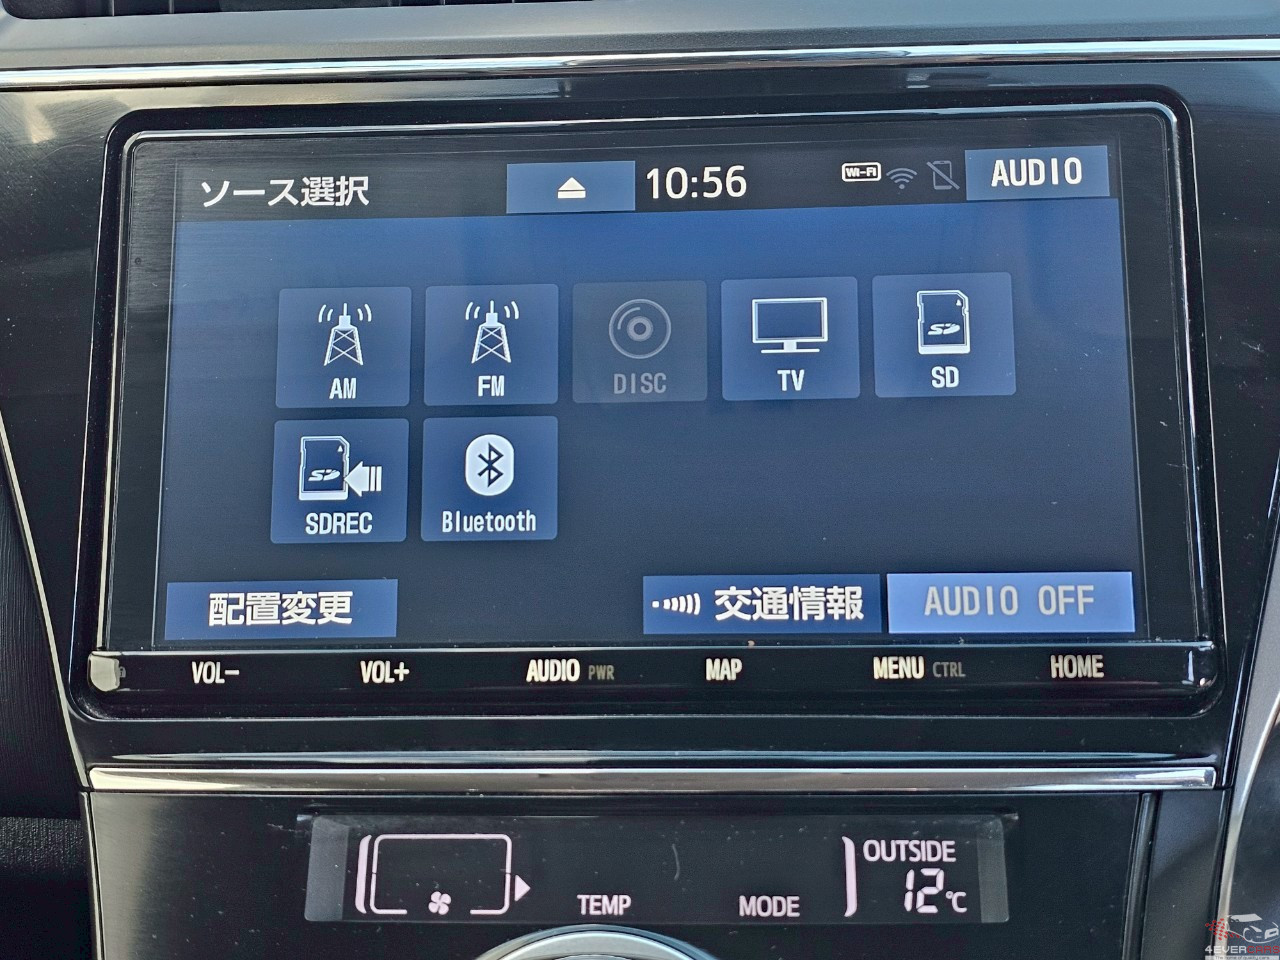 ソース選択
10:56
Wi-Fi
AUDIO
AM
FM
DISC
TV
SD
SDREC
Bluetooth
配置変更
交通情報
AUDIO OFF
VOL−
VOL+
AUDIO PWR
MAP
MENU CTRL
HOME
OUTSIDE
12°C
TEMP
MODE
4EVERCARS